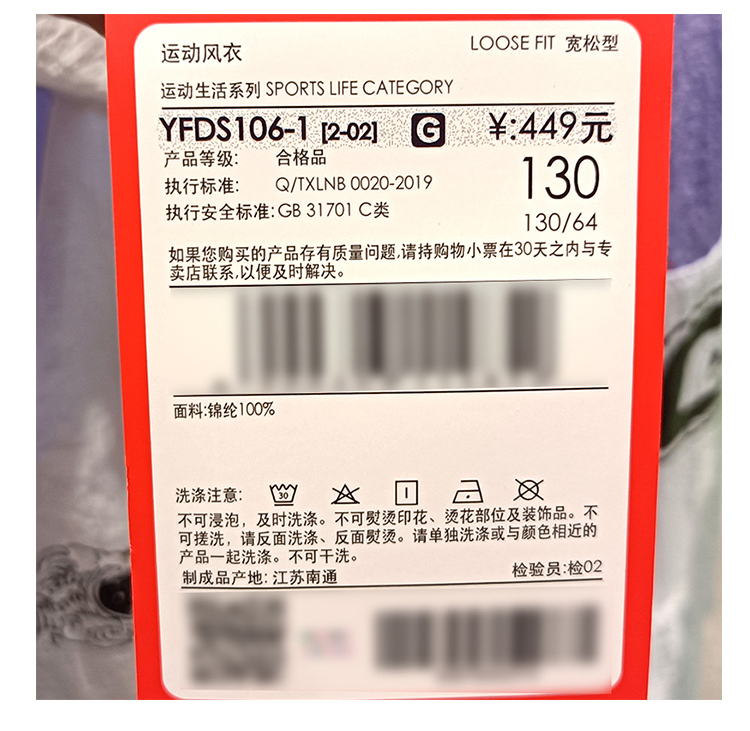 运动风衣
LOOSE FIT 宽松型
运动生活系列 SPORTS LIFE CATEGORY
YFDS106-1 [2-02] G ¥:449元
产品等级: 合格品
130
执行标准: Q/TXLNB 0020-2019
执行安全标准:GB 31701 C类
130/64
如果您购买的产品存有质量问题,请持购物小票在30天之内与专
卖店联系,以便及时解决。
面料:锦纶100%
洗涤注意: 30
不可浸泡，及时洗涤。不可熨烫印花、烫花部位及装饰品。不
可搓洗，请反面洗涤、反面熨烫。请单独洗涤或与颜色相近的
产品一起洗涤。不可干洗。
制成品产地: 江苏南通
检验员:检02